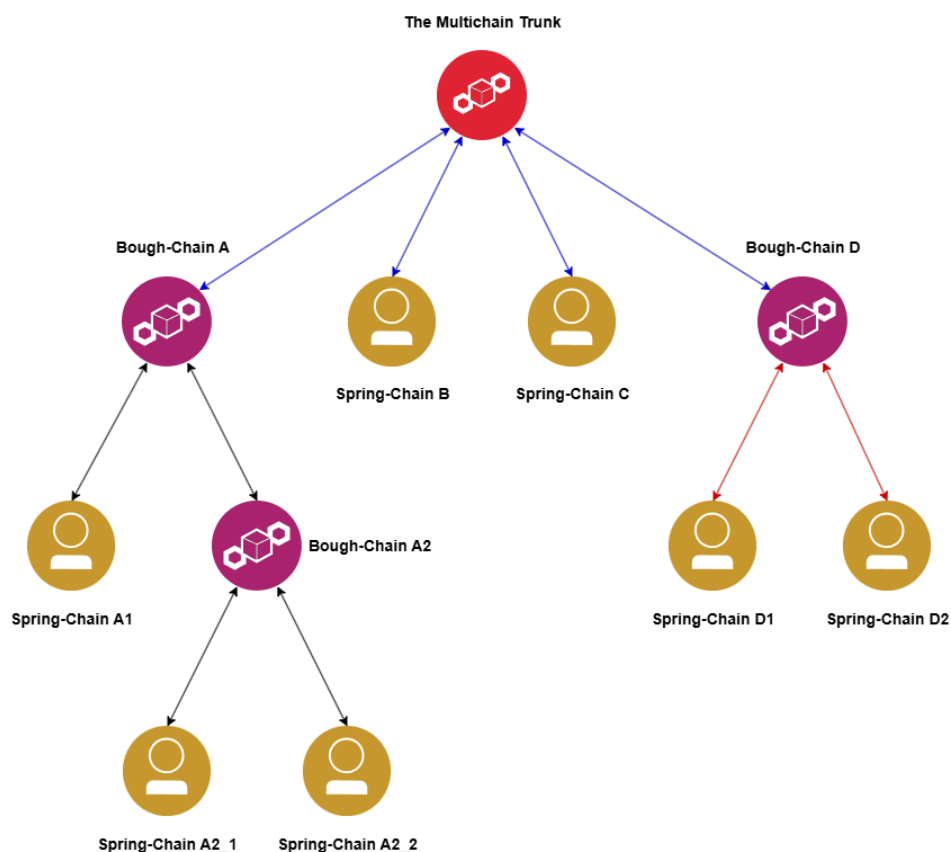 The Multichain Trunk
Bough-Chain A
Bough-Chain D
Spring-Chain B
Spring-Chain C
Bough-Chain A2
Spring-Chain A1
Spring-Chain D1
Spring-Chain D2
Spring-Chain A2_1
Spring-Chain A2_2